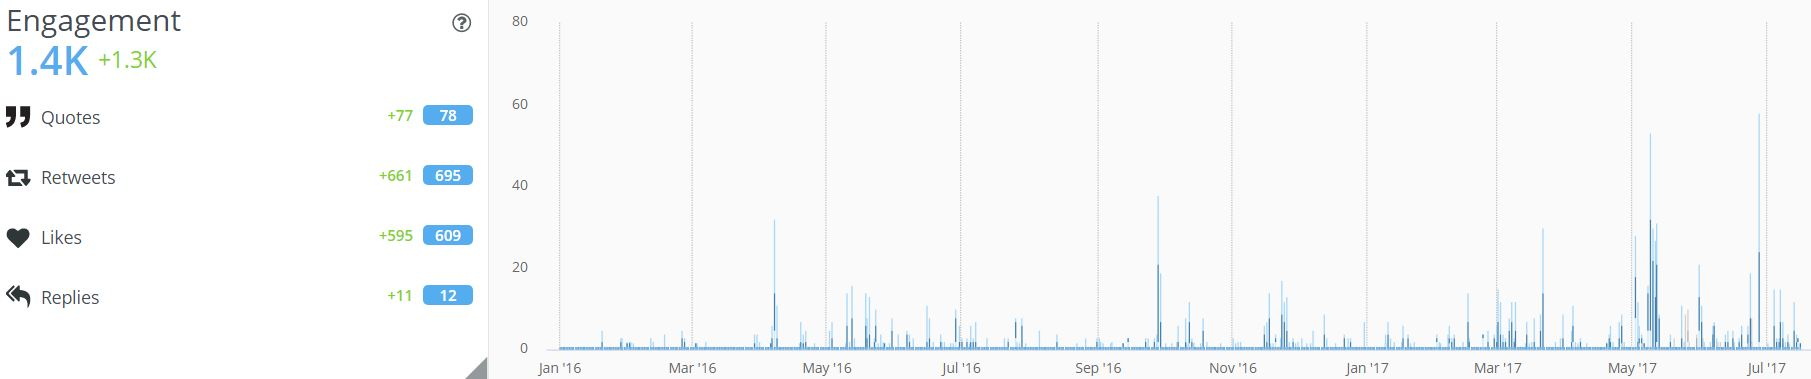 Engagement
1.4K +1.3K
Quotes +77 78
Retweets +661 695
Likes +595 609
Replies +11 12
80
60
40
20
0
Jan '16 Mar '16 May '16 Jul '16 Sep '16 Nov '16 Jan '17 Mar '17 May '17 Jul '17